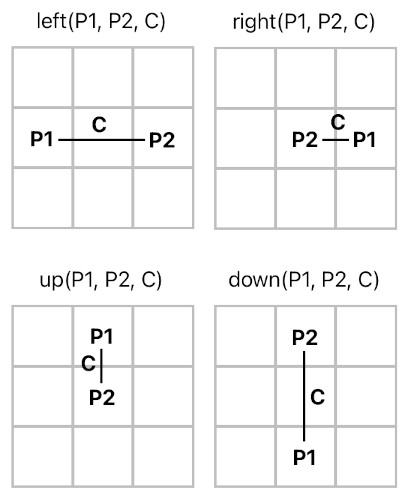 left(P1, P2, C)
C
P1 P2
right(P1, P2, C)
C
P2 P1
up(P1, P2, C)
P1
C
P2
down(P1, P2, C)
P2
C
P1